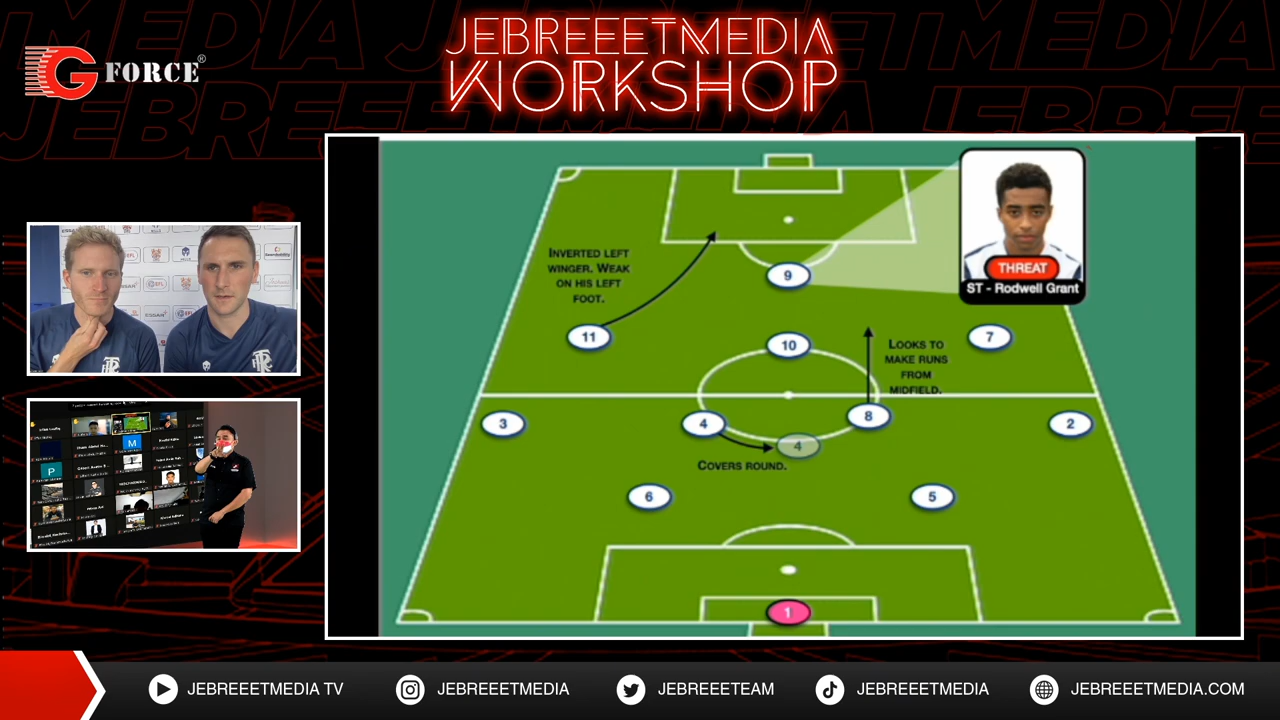 JEBREEETMEDIA
WORKSHOP
G FORCE®
THREAT
ST - Rodwell Grant
INVERTED LEFT
WINGER. WEAK
ON HIS LEFT
FOOT.
9
11
10
7
LOOKS TO
MAKE RUNS
FROM
MIDFIELD.
3
4
8
2
4
COVERS ROUND.
6
5
1
M
P
JEBREEETMEDIA TV
JEBREEETMEDIA
JEBREEETEAM
JEBREEETMEDIA
JEBREEETMEDIA.COM